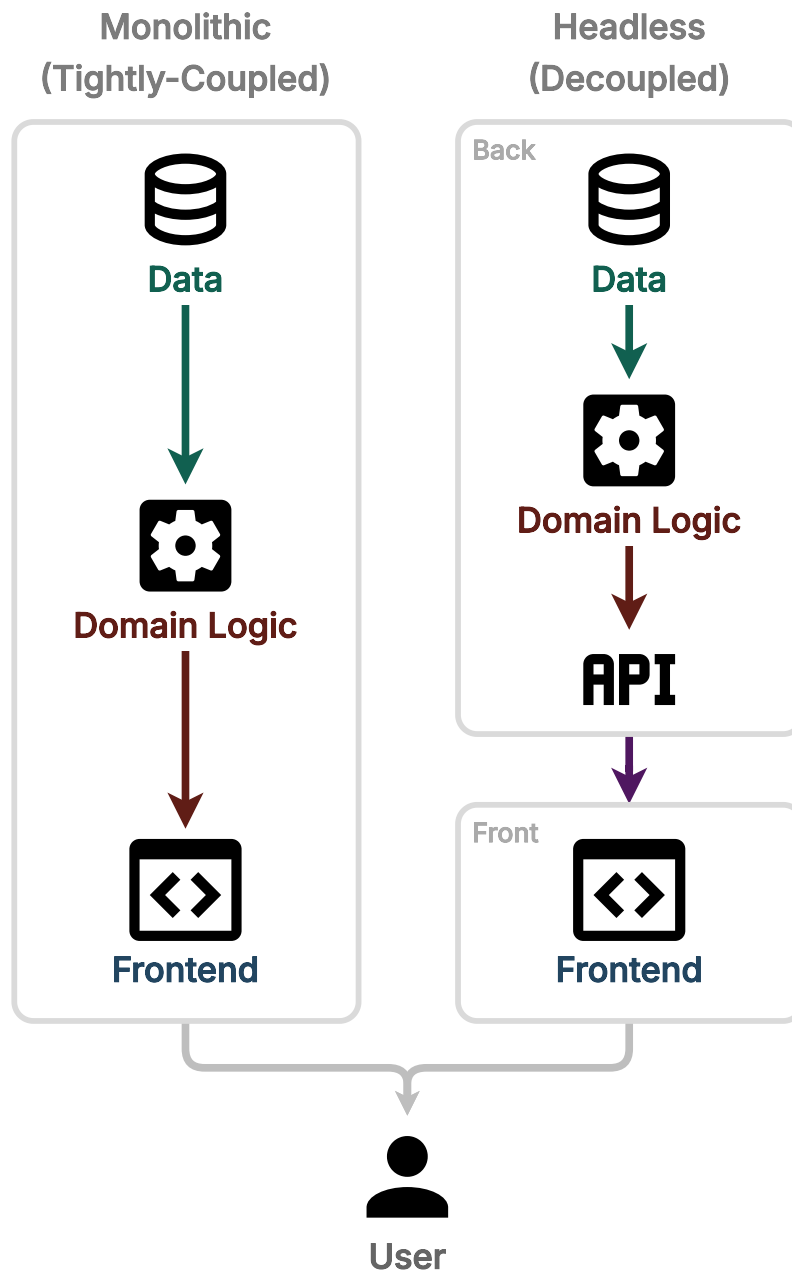 Monolithic
(Tightly-Coupled)
Data
Domain Logic
Frontend
Headless
(Decoupled)
Back
Data
Domain Logic
API
Front
Frontend
User